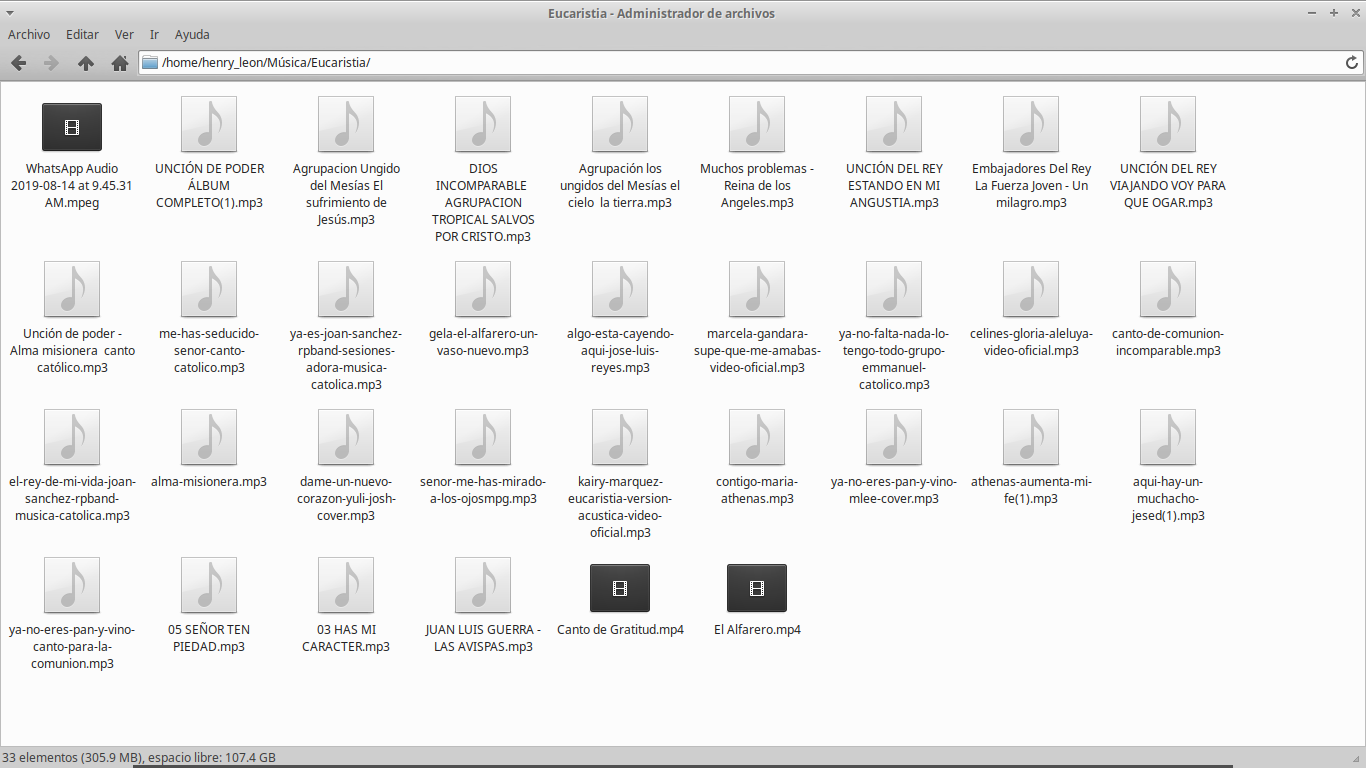 Eucaristia - Administrador de archivos
Archivo Editar Ver Ir Ayuda
/home/henry_leon/Música/Eucaristia/
WhatsApp Audio
2019-08-14 at 9.45.31
AM.mpeg
UNCIÓN DE PODER
ÁLBUM
COMPLETO(1).mp3
Agrupacion Ungido
del Mesías El
sufrimiento de
Jesús.mp3
DIOS
INCOMPARABLE
AGRUPACION
TROPICAL SALVOS
POR CRISTO.mp3
Agrupación los
ungidos del Mesías el
cielo  la tierra.mp3
Muchos problemas -
Reina de los
Angeles.mp3
UNCIÓN DEL REY
ESTANDO EN MI
ANGUSTIA.mp3
Embajadores Del Rey
La Fuerza Joven - Un
milagro.mp3
UNCIÓN DEL REY
VIAJANDO VOY PARA
QUE OGAR.mp3
Unción de poder -
Alma misionera  canto
católico.mp3
me-has-seducido-
senor-canto-
catolico.mp3
ya-es-joan-sanchez-
rpband-sesiones-
adora-musica-
catolica.mp3
gela-el-alfarero-un-
vaso-nuevo.mp3
algo-esta-cayendo-
aqui-jose-luis-
reyes.mp3
marcela-gandara-
supe-que-me-amabas-
video-oficial.mp3
ya-no-falta-nada-lo-
tengo-todo-grupo-
emmanuel-
catolico.mp3
celines-gloria-aleluya-
video-oficial.mp3
canto-de-comunion-
incomparable.mp3
el-rey-de-mi-vida-joan-
sanchez-rpband-
musica-catolica.mp3
alma-misionera.mp3
dame-un-nuevo-
corazon-yuli-josh-
cover.mp3
senor-me-has-mirado-
a-los-ojosmpg.mp3
kairy-marquez-
eucaristia-version-
acustica-video-
oficial.mp3
contigo-maria-
athenas.mp3
ya-no-eres-pan-y-vino-
mlee-cover.mp3
athenas-aumenta-mi-
fe(1).mp3
aqui-hay-un-
muchacho-
jesed(1).mp3
ya-no-eres-pan-y-vino-
canto-para-la-
comunion.mp3
05 SEÑOR TEN
PIEDAD.mp3
03 HAS MI
CARACTER.mp3
JUAN LUIS GUERRA -
LAS AVISPAS.mp3
Canto de Gratitud.mp4
El Alfarero.mp4
33 elementos (305.9 MB), espacio libre: 107.4 GB